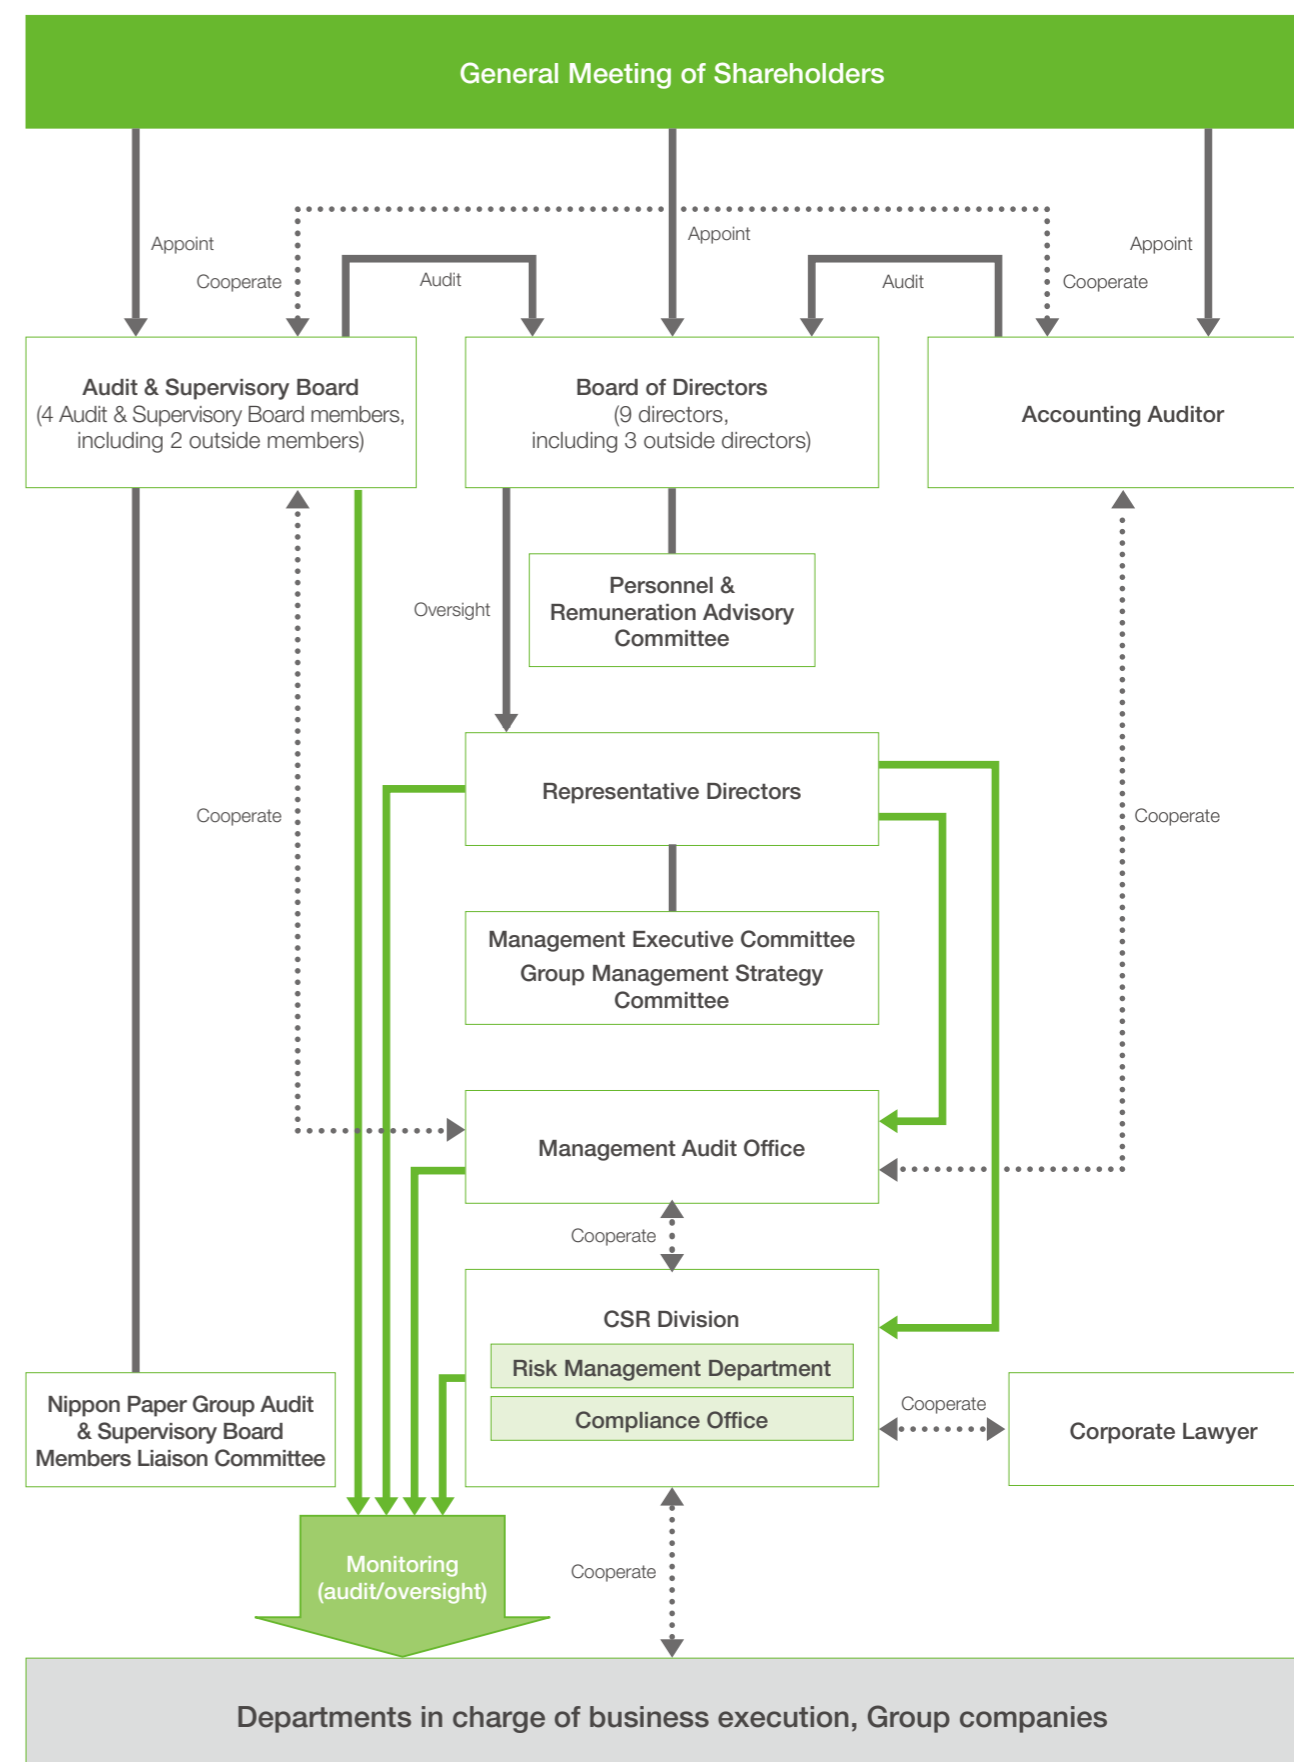 General Meeting of Shareholders
Appoint
Appoint
Appoint
Cooperate
Audit
Audit
Cooperate
Audit & Supervisory Board
(4 Audit & Supervisory Board members,
including 2 outside members)
Board of Directors
(9 directors,
including 3 outside directors)
Accounting Auditor
Oversight
Personnel &
Remuneration Advisory
Committee
Representative Directors
Cooperate
Cooperate
Management Executive Committee
Group Management Strategy
Committee
Management Audit Office
Cooperate
CSR Division
Risk Management Department
Compliance Office
Nippon Paper Group Audit
& Supervisory Board
Members Liaison Committee
Cooperate
Corporate Lawyer
Monitoring
(audit/oversight)
Cooperate
Departments in charge of business execution, Group companies